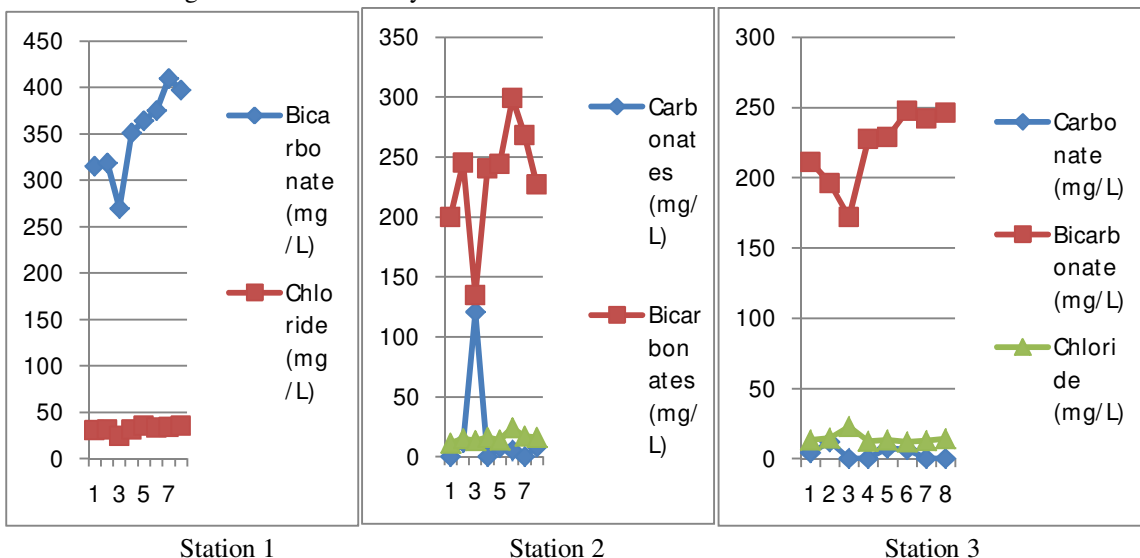 450
400
350
300
250
200
150
100
50
0
1 3 5 7
Bica
rbo
nate
(mg
/L)
Chlo
ride
(mg
/L)
Station 1
350
300
250
200
150
100
50
0
1 3 5 7
Carb
onat
es
(mg/
L)
Bicar
bon
ates
(mg/
L)
Station 2
300
250
200
150
100
50
0
1 2 3 4 5 6 7 8
Carbo
nate
(mg/L)
Bicarb
onate
(mg/L)
Chlori
de
(mg/L)
Station 3